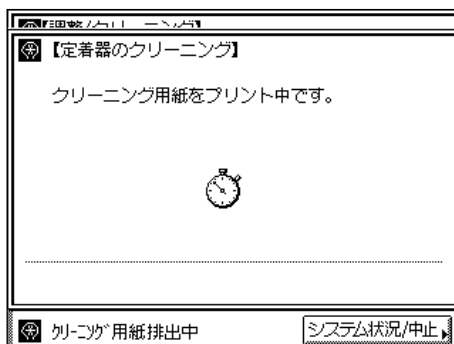 【定着器のクリーニング】
クリーニング用紙をプリント中です。
ｸﾘｰﾆﾝｸﾞ用紙排出中
システム状況/中止